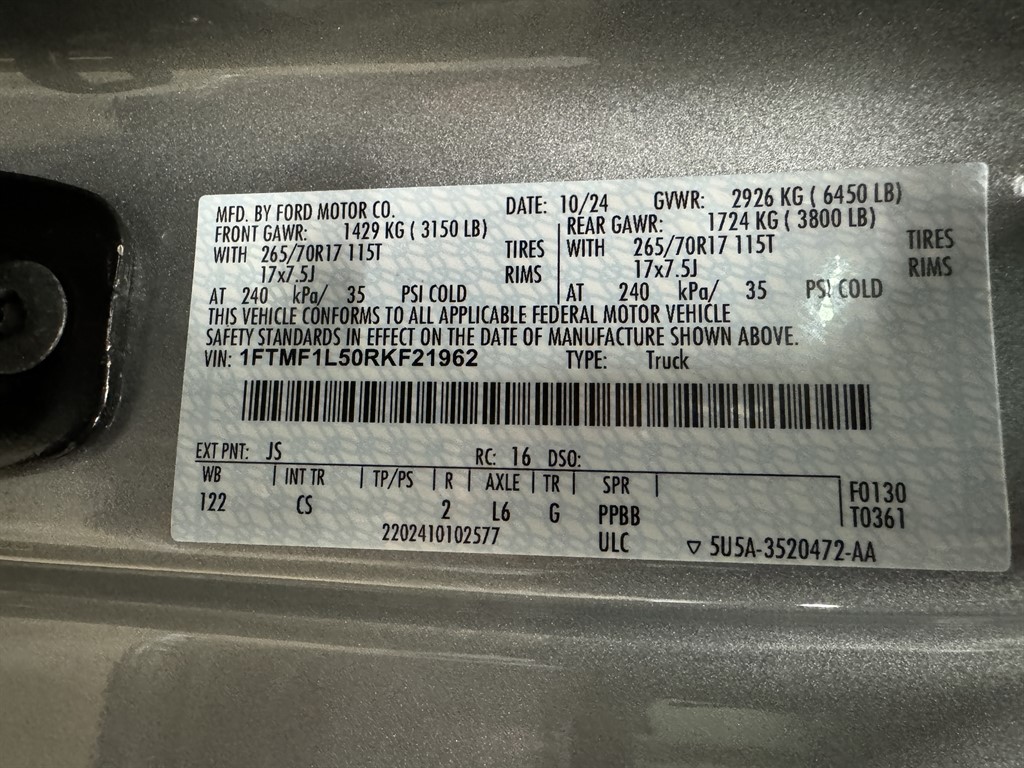 MFD. BY FORD MOTOR CO. DATE: 10/24 GVWR: 2926 KG ( 6450 LB)
FRONT GAWR: 1429 KG ( 3150 LB) REAR GAWR: 1724 KG ( 3800 LB)
WITH 265/70R17 115T TIRES WITH 265/70R17 115T TIRES
17x7.5J RIMS 17x7.5J RIMS
AT 240 kPa/ 35 PSI COLD AT 240 kPa/ 35 PSI COLD
THIS VEHICLE CONFORMS TO ALL APPLICABLE FEDERAL MOTOR VEHICLE
SAFETY STANDARDS IN EFFECT ON THE DATE OF MANUFACTURE SHOWN ABOVE.
VIN: 1FTMF1L50RKF21962 TYPE: Truck
EXT PNT: JS RC: 16 DSO:
WB INT TR TP/PS R AXLE TR SPR
122 CS 2 L6 G PPBB F0130
2202410102577 ULC T0361
▽ 5U5A-3520472-AA